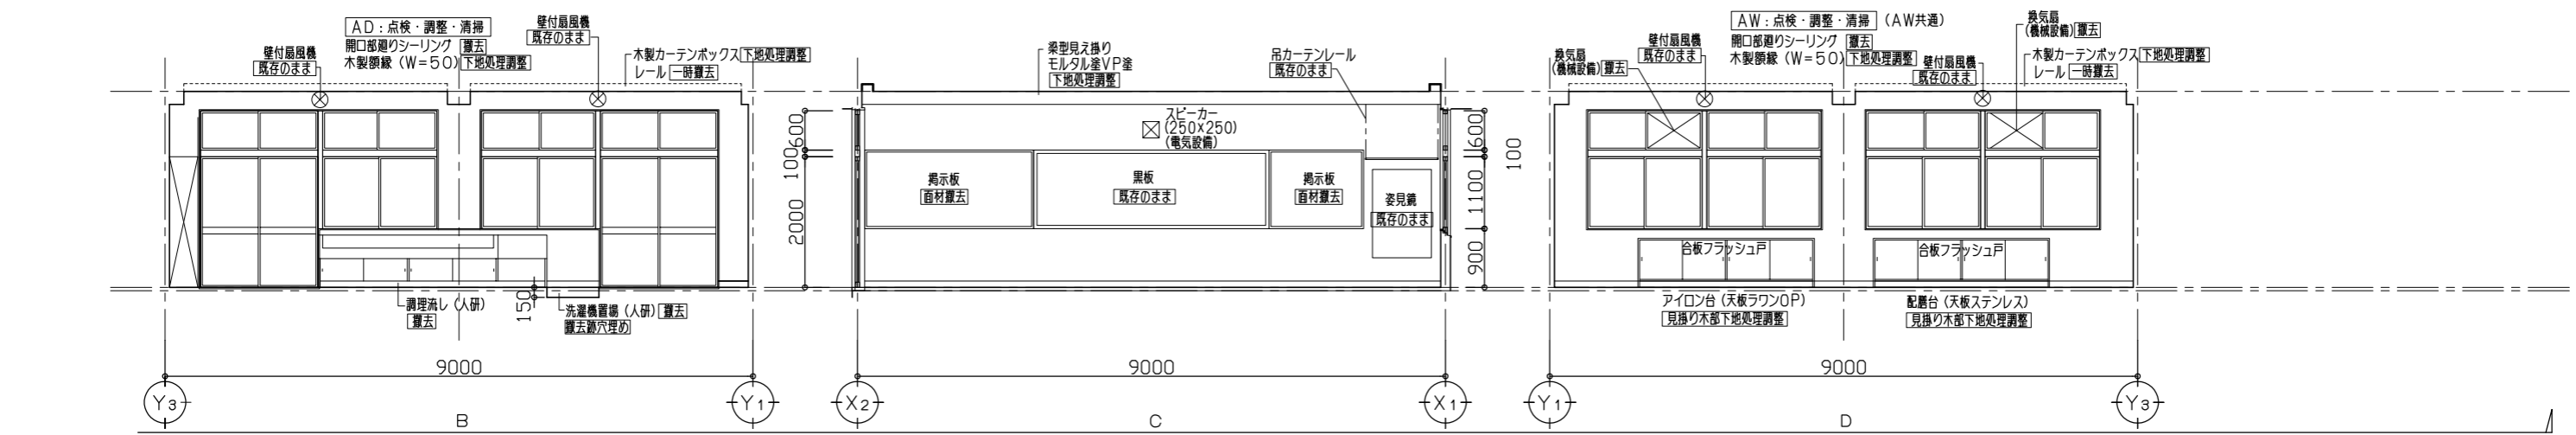 AD：点検・調整・清掃
開口部廻りシーリング 撤去
木製額縁（W=50）下地処理調整
壁付扇風機
既存のまま
壁付扇風機
既存のまま
木製カーテンボックス 下地処理調整
レール 一時撤去
調理流し（人研）
撤去
150
洗濯機置場（人研）撤去
撤去跡穴埋め
9000
Y3
Y1
B
梁型見え掛り
モルタル塗VP塗
下地処理調整
吊カーテンレール
既存のまま
スピーカー
(250×250)
(電気設備)
600
100
2000
掲示板
面材撤去
黒板
既存のまま
掲示板
面材撤去
姿見鏡
既存のまま
600
100
1100
900
9000
X2
X1
C
AW：点検・調整・清掃（AW共通）
開口部廻りシーリング 撤去
木製額縁（W=50）下地処理調整
換気扇
(機械設備) 撤去
壁付扇風機
既存のまま
換気扇
(機械設備) 撤去
壁付扇風機
既存のまま
木製カーテンボックス 下地処理調整
レール 一時撤去
合板フラッシュ戸
合板フラッシュ戸
アイロン台（天板ラワンOP）
見掛り木部下地処理調整
配膳台（天板ステンレス）
見掛り木部下地処理調整
9000
Y1
Y3
D